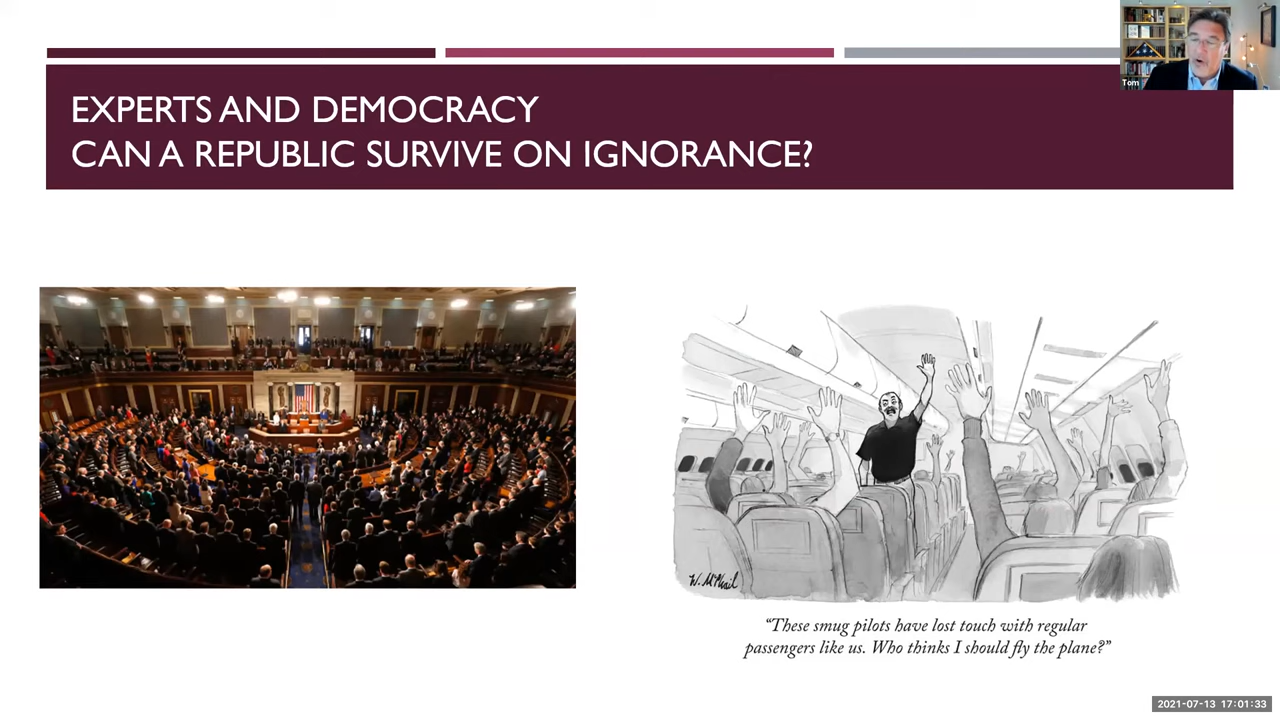 Tom
EXPERTS AND DEMOCRACY
CAN A REPUBLIC SURVIVE ON IGNORANCE?
W. McPhail
“These smug pilots have lost touch with regular
passengers like us. Who thinks I should fly the plane?”
2021-07-13 17:01:33